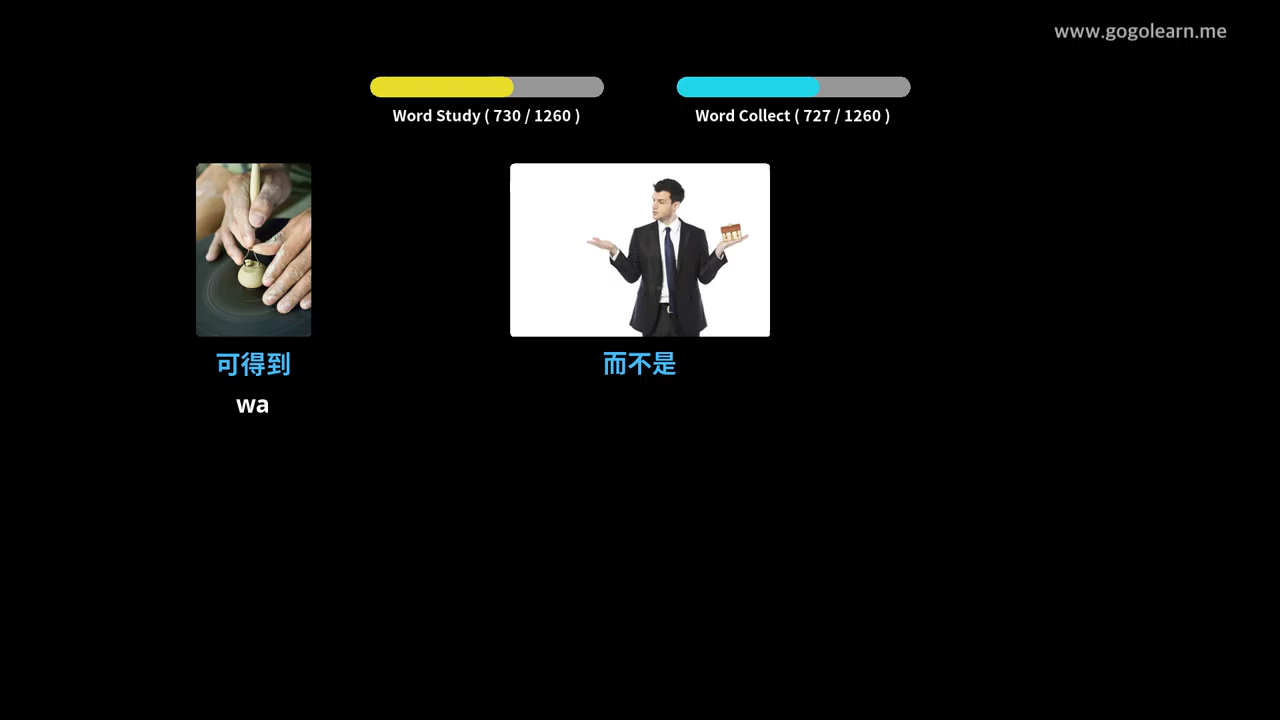 www.gogolearn.me
Word Study ( 730 / 1260 )
Word Collect ( 727 / 1260 )
可得到
而不是
wa